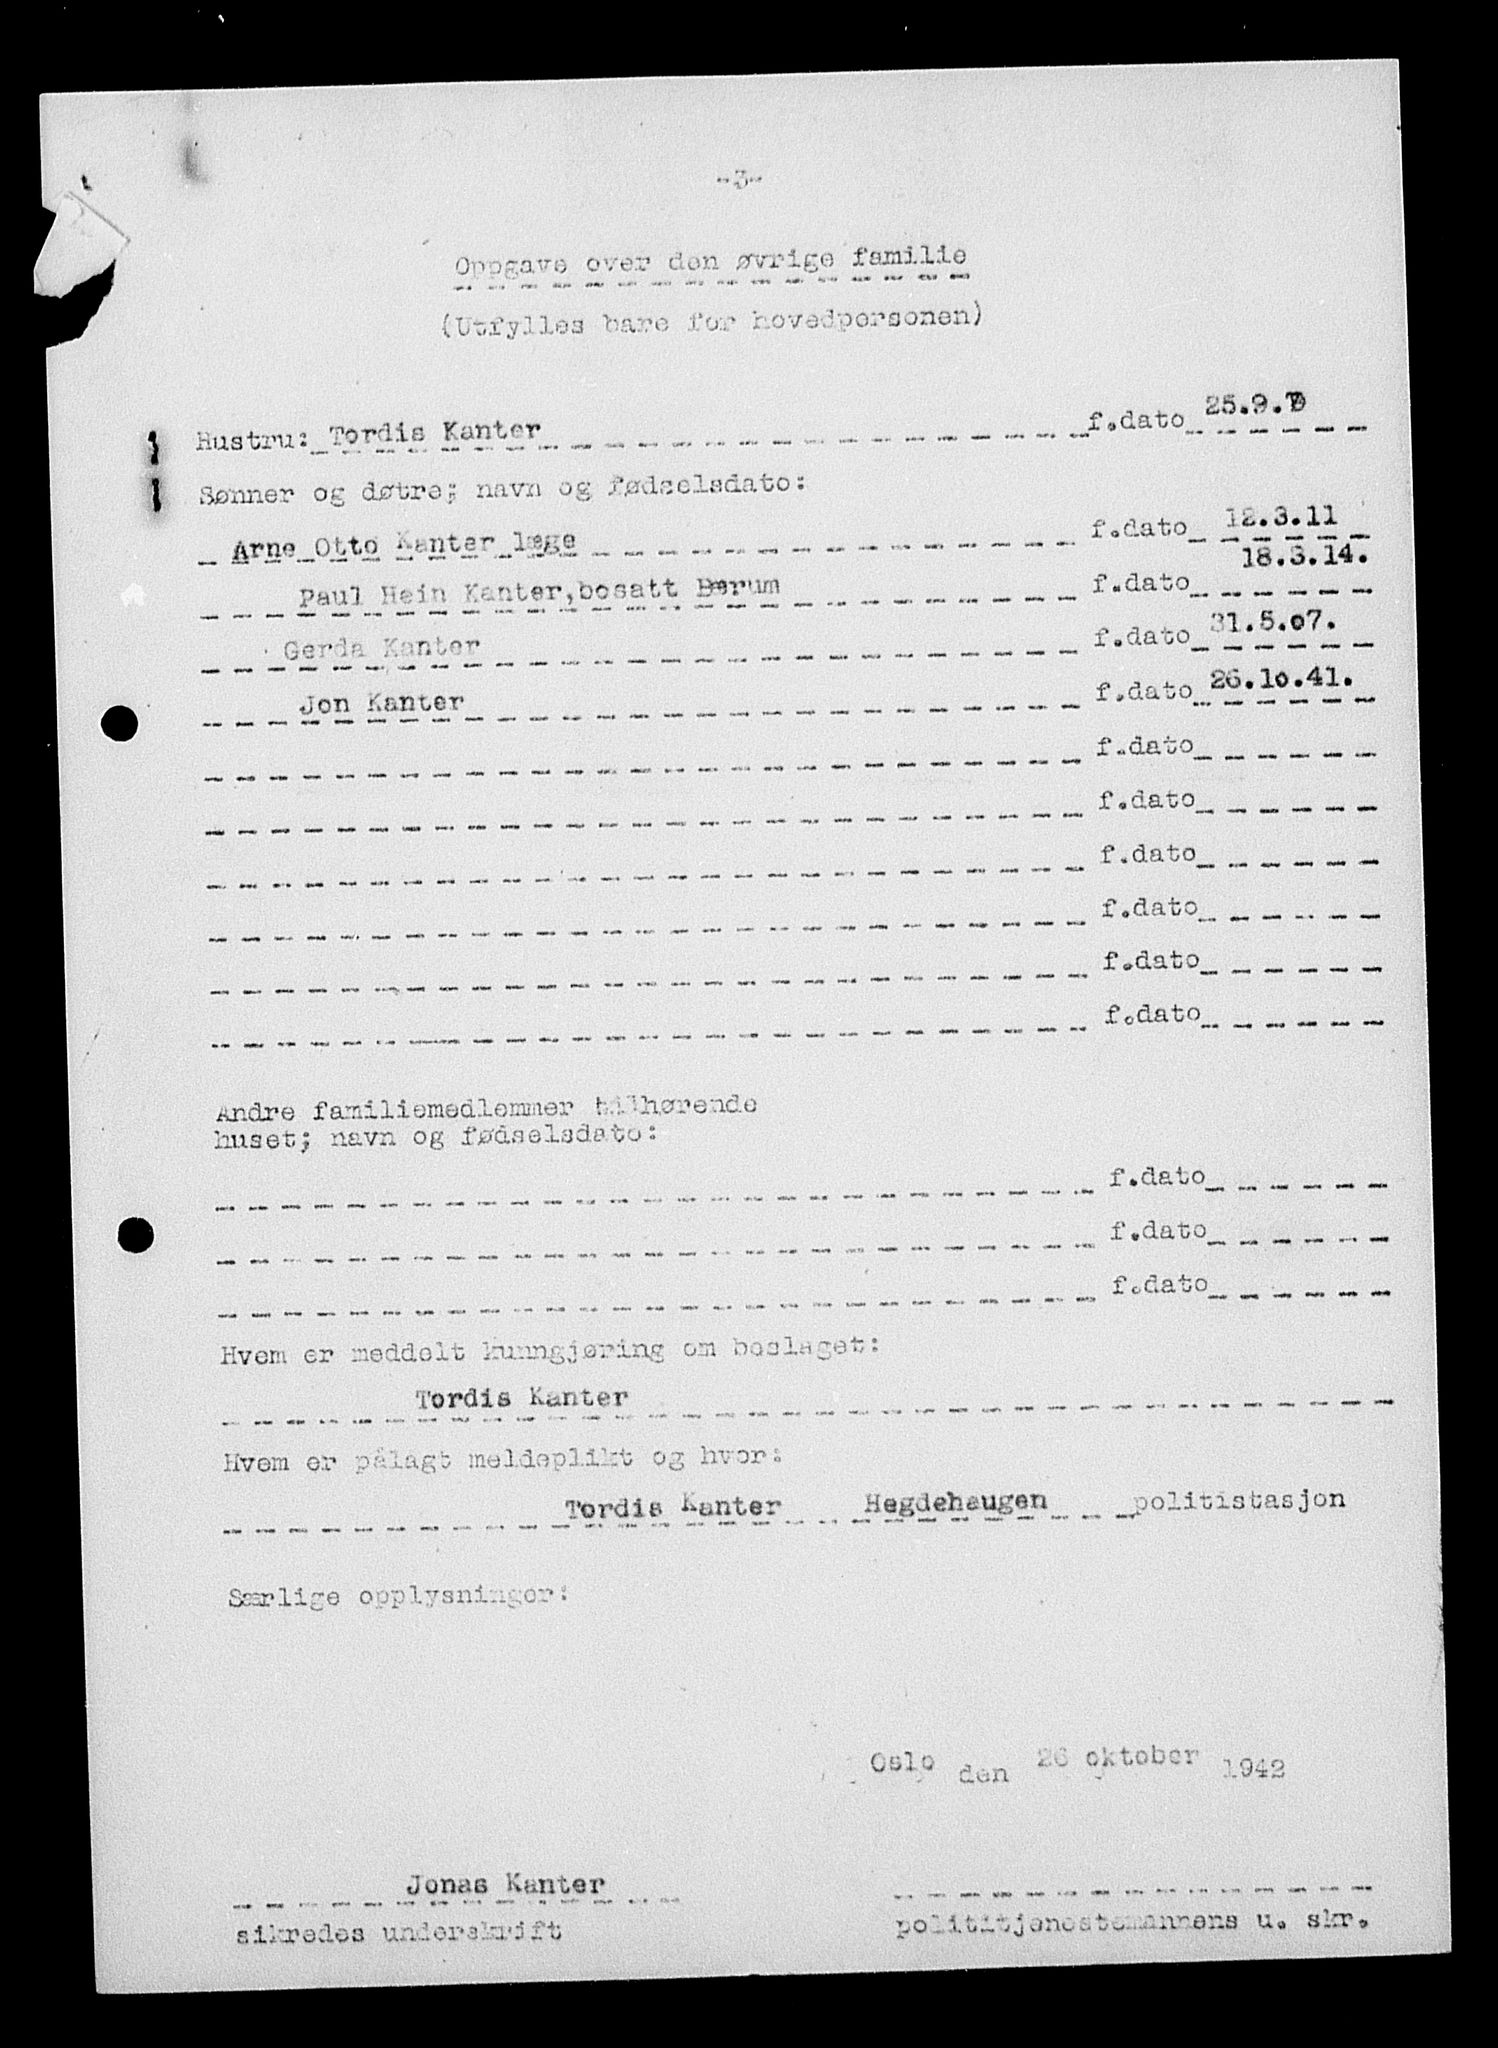 -3-
Oppgave over den øvrige familie
(Utfylles bare for hovedpersonen)
Hustru: Tordis Kanter f.dato 25.9.
Sønner og døtre; navn og fødselsdato:
Arne Otto Kanter læge f.dato 12.3.11
Paul Hein Kanter, bosatt Bærum f.dato 18.3.14.
Gerda Kanter f.dato 31.5.07.
Jon Kanter f.dato 26.10.41.
f.dato
f.dato
f.dato
f.dato
f.dato
f.dato
Andre familiemedlemmer tilhørende
huset; navn og fødselsdato:
f.dato
f.dato
f.dato
Hvem er meddelt kunngjøring om beslaget:
Tordis Kanter
Hvem er pålagt meldeplikt og hvor:
Tordis Kanter Hegdehaugen politistasjon
Særlige opplysninger:
Oslo den 26 oktober 1942
Jonas Kanter
sikredes underskrift polititjenestemannens u. skr.